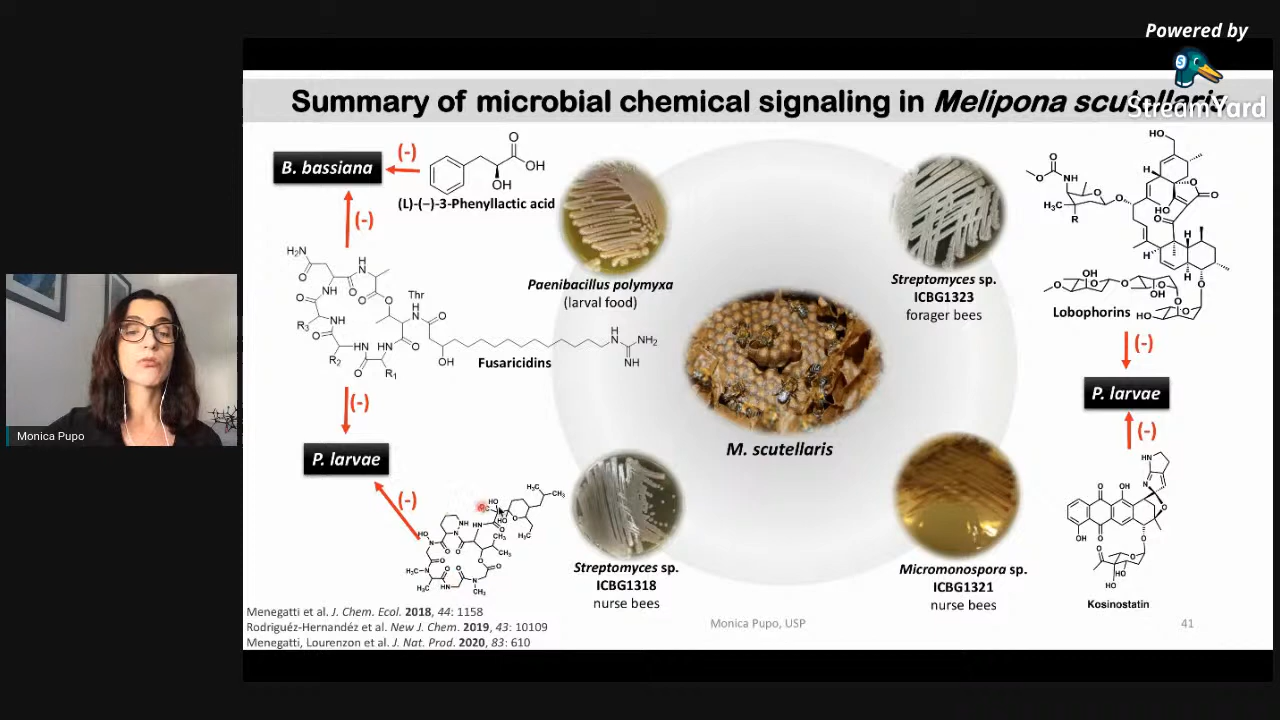 Powered by
StreamYard
Summary of microbial chemical signaling in Melipona scutellaris
B. bassiana
(-)
(L)-(−)-3-Phenyllactic acid
(-)
Thr
Fusaricidins
(-)
P. larvae
(-)
Paenibacillus polymyxa
(larval food)
Streptomyces sp.
ICBG1323
forager bees
Lobophorins
(-)
P. larvae
(-)
M. scutellaris
Streptomyces sp.
ICBG1318
nurse bees
Micromonospora sp.
ICBG1321
nurse bees
Kosinostatin
Menegatti et al. J. Chem. Ecol. 2018, 44: 1158
Rodriguéz-Hernandéz et al. New J. Chem. 2019, 43: 10109
Menegatti, Lourenzon et al. J. Nat. Prod. 2020, 83: 610
Monica Pupo, USP
41
Monica Pupo